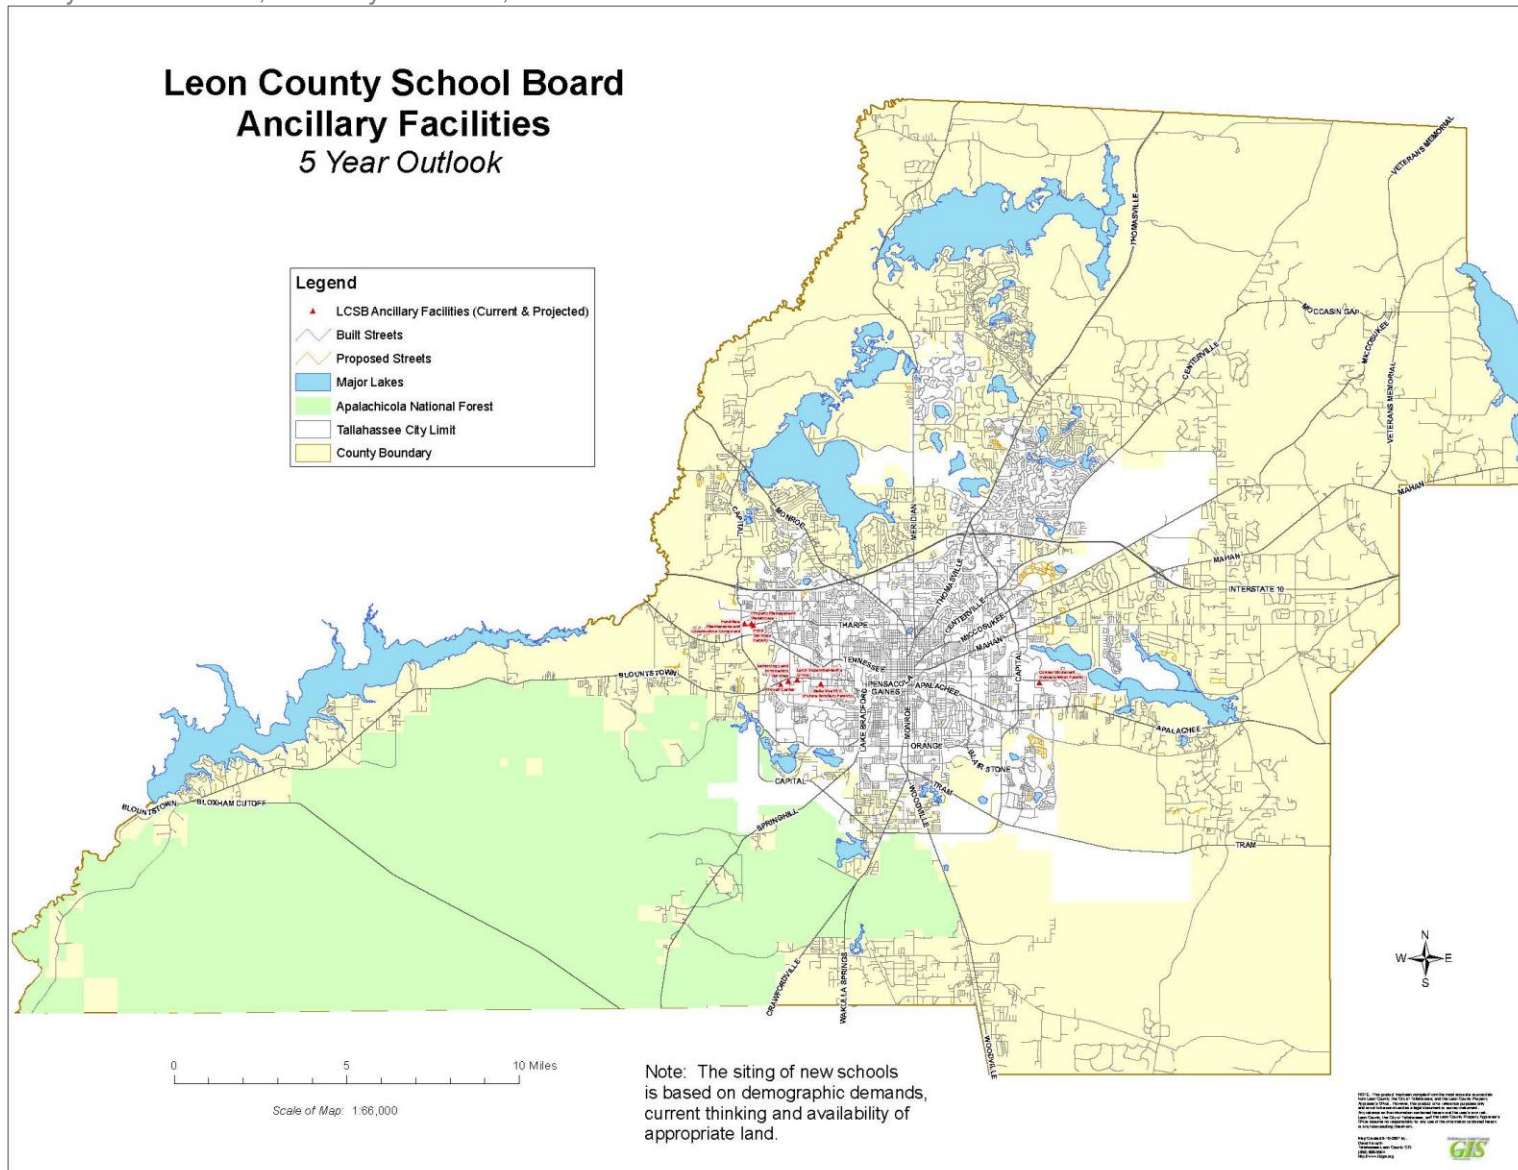 Leon County School Board
Ancillary Facilities
5 Year Outlook
Legend
LCSB Ancillary Facilities (Current & Projected)
Built Streets
Proposed Streets
Major Lakes
Apalachicola National Forest
Tallahassee City Limit
County Boundary
VETERANS MEMORIAL
THOMASVILLE
MOCCASIN GAP
MICCOSUKEE
CENTERVILLE
VETERANS MEMORIAL
MAHAN
CAPITAL
MONROE
MERIDIAN
MAHAN
INTERSTATE 10
THOMASVILLE
CENTERVILLE
MICCOSUKEE
MAHAN
THARPE
TENNESSEE
CAPITAL
BLOUNTSTOWN
PENSACO
APALACHEE
GAINES
LAKE BRADFORD
MONROE
APALACHEE
ORANGE
BLAIR STONE
CAPITAL
TRAM
WOODVILLE
BLOUNTSTOWN
BLOXHAM CUTOFF
SPRINGHILL
TRAM
N
W
E
S
CRAWFORDVILLE
WAKULLA SPRINGS
WOODVILLE
0 5 10 Miles
Scale of Map: 1:66,000
Note: The siting of new schools
is based on demographic demands,
current thinking and availability of
appropriate land.
GIS